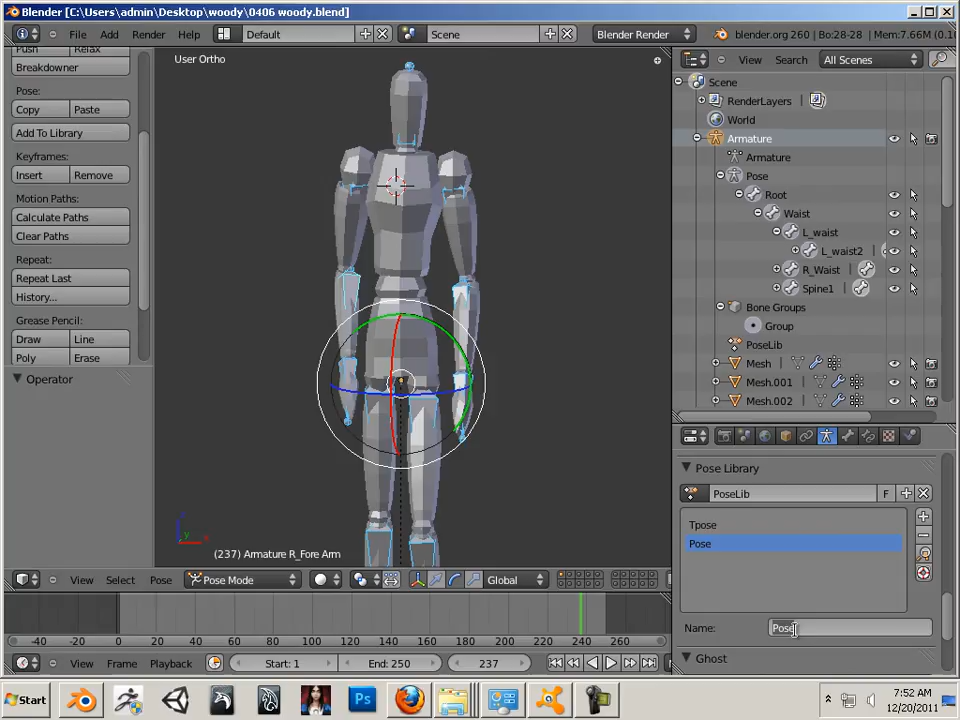 Blender [C:\Users\admin\Desktop\woody\0406 woody.blend]
File Add Render Help Default Scene Blender Render blender.org 260 | Bo:28-28 | Mem:7.66M (0.1
Push Relax
Breakdowner
Pose:
Copy Paste
Add To Library
Keyframes:
Insert Remove
Motion Paths:
Calculate Paths
Clear Paths
Repeat:
Repeat Last
History...
Grease Pencil:
Draw Line
Poly Erase
Operator
User Ortho
(237) Armature R_Fore Arm
View Search All Scenes
Scene
RenderLayers
World
Armature
Armature
Pose
Root
Waist
L_waist
L_waist2
R_Waist
Spine1
Bone Groups
Group
PoseLib
Mesh
Mesh.001
Mesh.002
Pose Library
PoseLib F
Tpose
Pose
Name: Pose
Ghost
View Select Pose Pose Mode Global
-40 -20 0 20 40 60 80 100 120 140 160 180 200 220 240 260
View Frame Playback Start: 1 End: 250 237
Start Ps 7:52 AM
12/20/2011